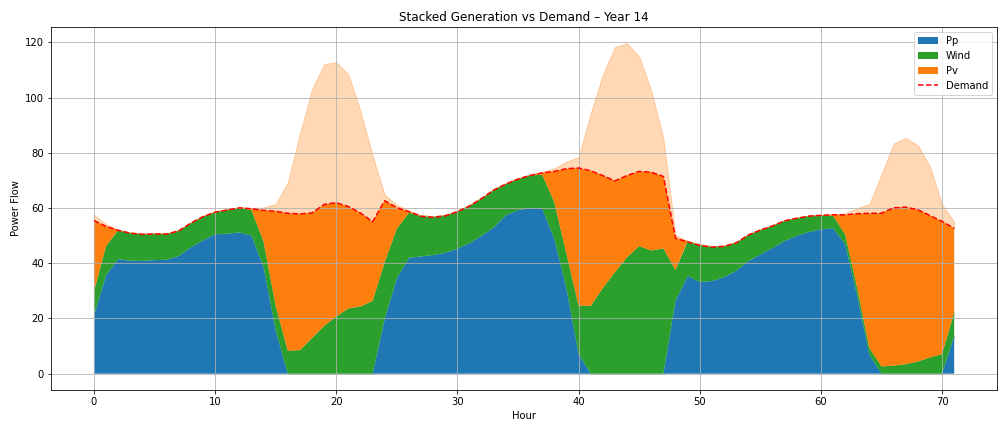 Stacked Generation vs Demand – Year 14
Power Flow
120
100
80
60
40
20
0
0 10 20 30 40 50 60 70
Hour
Pp
Wind
Pv
Demand